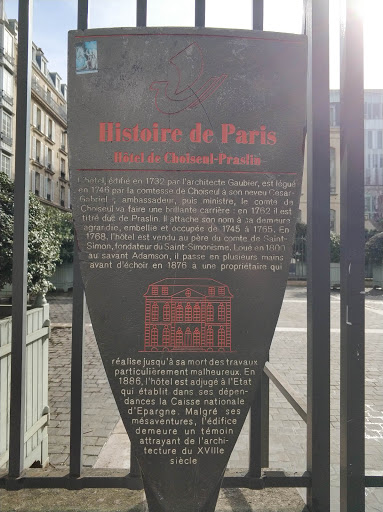 Histoire de Paris
Hôtel de Choiseul-Praslin
L'hôtel, édifié en 1732 par l'architecte Gaubier, est légué
en 1746 par la comtesse de Choiseul à son neveu César-
Gabriel ; ambassadeur, puis ministre, le comte de
Choiseul va faire une brillante carrière : en 1762 il est
titré duc de Praslin. Il attache son nom à sa demeure
agrandie, embellie et occupée de 1745 à 1765. En
1768, l'hôtel est vendu au père du comte de Saint-
Simon, fondateur du Saint-Simonisme. Loué en 1800
au savant Adamson, il passe en plusieurs mains
avant d'échoir en 1876 à une propriétaire qui
réalise jusqu'à sa mort des travaux
particulièrement malheureux. En
1886, l'hôtel est adjugé à l'Etat
qui établit dans ses dépen-
dances la Caisse nationale
d'Epargne. Malgré ses
mésaventures, l'édifice
demeure un témoin
attrayant de l'archi-
tecture du XVIIIe
siècle